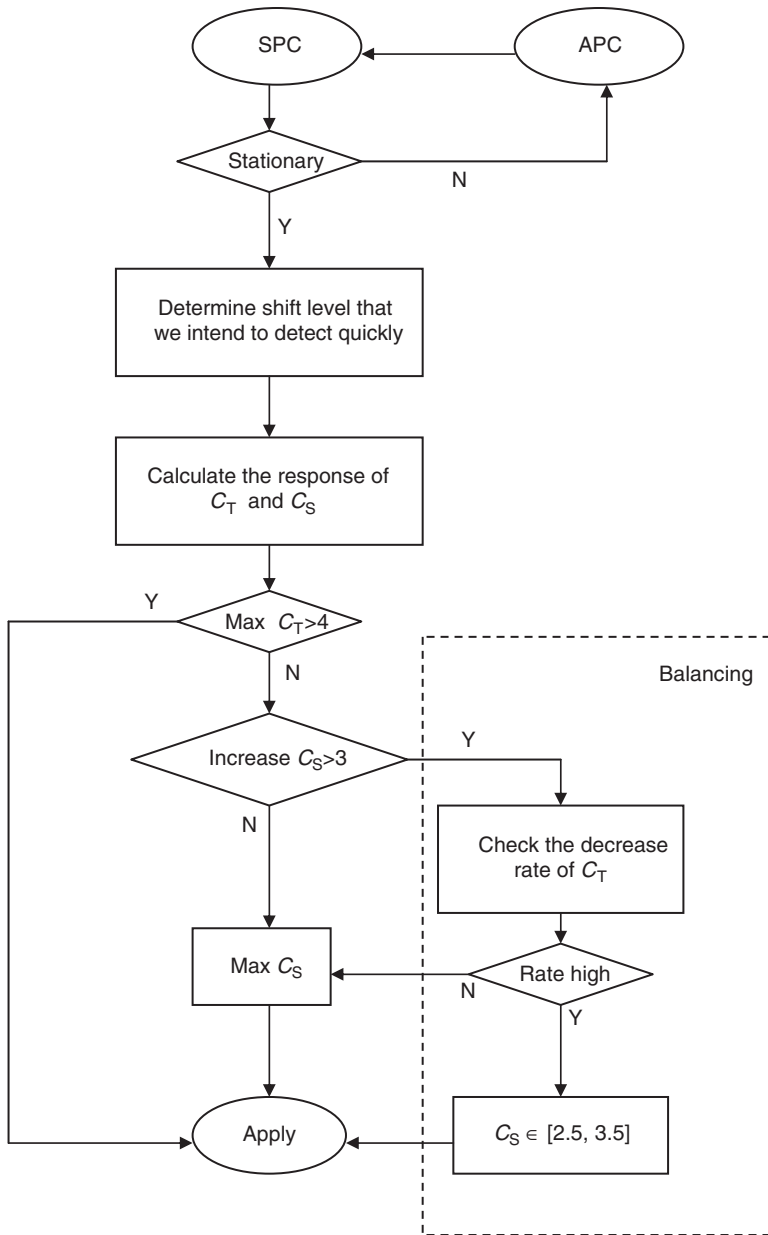 SPC
APC
Stationary
N
Y
Determine shift level that
we intend to detect quickly
Calculate the response of
C_T and C_S
Y
Max C_T>4
N
Balancing
Increase C_S>3
Y
N
Check the decrease
rate of C_T
Max C_S
N
Rate high
Y
Apply
C_S ∈ [2.5, 3.5]